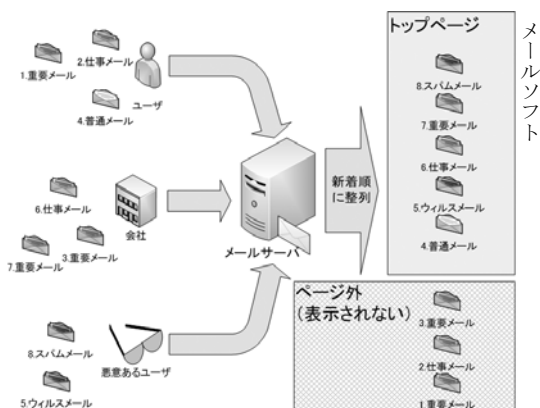 1.重要メール
2.仕事メール
4.普通メール
ユーザ
6.仕事メール
7.重要メール
3.重要メール
会社
8.スパムメール
5.ウィルスメール
悪意あるユーザ
メールサーバ
新着順
に整列
トップページ
8.スパムメール
7.重要メール
6.仕事メール
5.ウィルスメール
4.普通メール
メールソフト
ページ外
(表示されない)
3.重要メール
2.仕事メール
1.重要メール